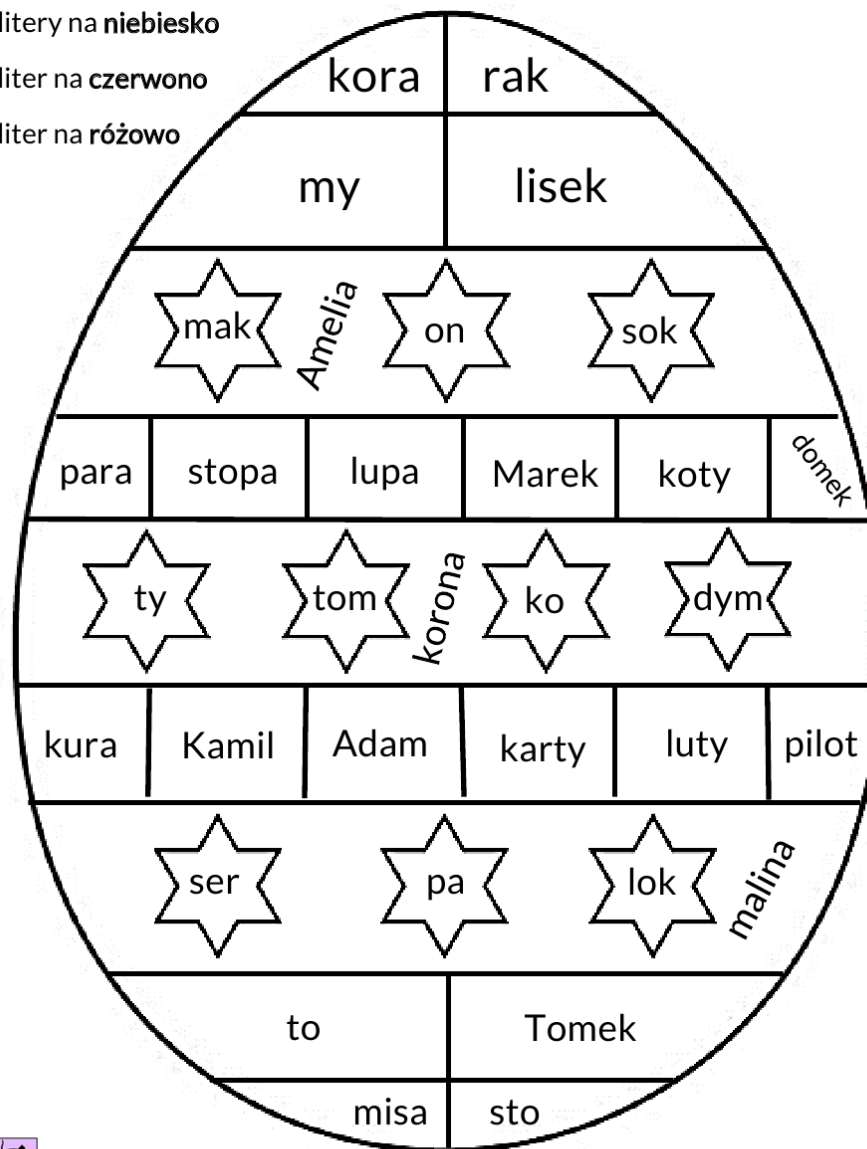 litery na niebiesko
liter na czerwono
liter na różowo
kora rak
my lisek
mak Amelia on sok
para stopa lupa Marek koty domek
ty tom korona ko dym
kura Kamil Adam karty luty pilot
ser pa lok malina
to Tomek
misa sto